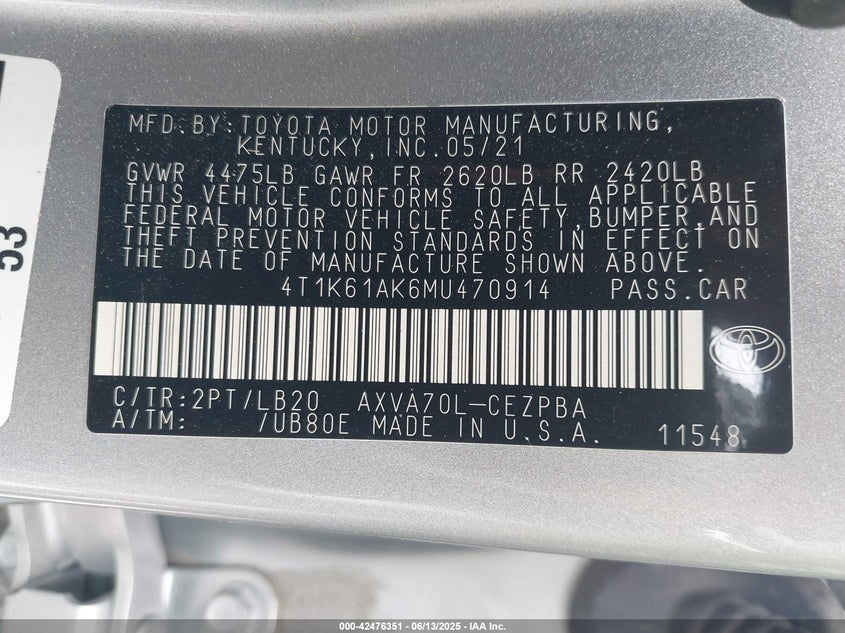 53
MFD.BY:TOYOTA MOTOR MANUFACTURING,
KENTUCKY,INC.05/21
GVWR 4475LB GAWR FR 2620LB RR 2420LB
THIS VEHICLE CONFORMS TO ALL APPLICABLE
FEDERAL MOTOR VEHICLE SAFETY,BUMPER,AND
THEFT PREVENTION STANDARDS IN EFFECT ON
THE DATE OF MANUFACTURE SHOWN ABOVE.
4T1K61AK6MU470914 PASS.CAR
C/TR:2PT/LB20 AXVA70L-CEZPBA
A/TM: /UB80E MADE IN U.S.A. 11548
000-42476351 - 06/13/2025 - IAA Inc.